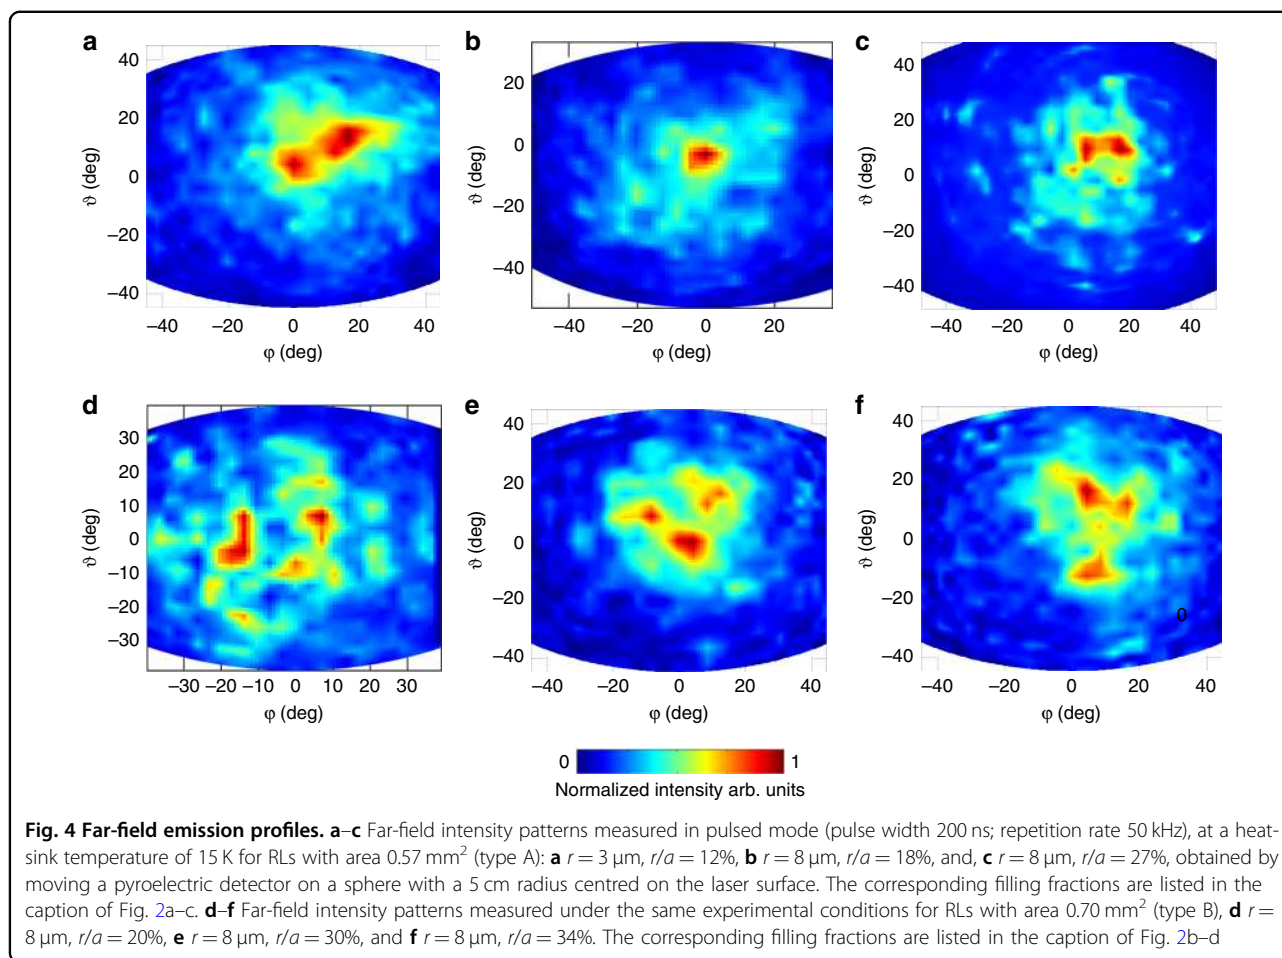 a
b
c
40
20
0
–20
–40
ϑ (deg)
–40
–20
0
20
40
φ (deg)
20
0
–20
–40
ϑ (deg)
–40
–20
0
20
φ (deg)
40
20
0
–20
–40
ϑ (deg)
–40
–20
0
20
40
φ (deg)
d
e
f
30
20
10
0
–10
–20
–30
ϑ (deg)
–30
–20
–10
0
10
20
30
φ (deg)
40
20
0
–20
–40
ϑ (deg)
–40
–20
0
20
40
φ (deg)
40
20
0
–20
–40
ϑ (deg)
0
–40
–20
0
20
40
φ (deg)
0
1
Normalized intensity arb. units
Fig. 4 Far-field emission profiles. a–c Far-field intensity patterns measured in pulsed mode (pulse width 200 ns; repetition rate 50 kHz), at a heat-
sink temperature of 15 K for RLs with area 0.57 mm² (type A): a r = 3 μm, r/a = 12%, b r = 8 μm, r/a = 18%, and, c r = 8 μm, r/a = 27%, obtained by
moving a pyroelectric detector on a sphere with a 5 cm radius centred on the laser surface. The corresponding filling fractions are listed in the
caption of Fig. 2a–c. d–f Far-field intensity patterns measured under the same experimental conditions for RLs with area 0.70 mm² (type B), d r =
8 μm, r/a = 20%, e r = 8 μm, r/a = 30%, and f r = 8 μm, r/a = 34%. The corresponding filling fractions are listed in the caption of Fig. 2b–d